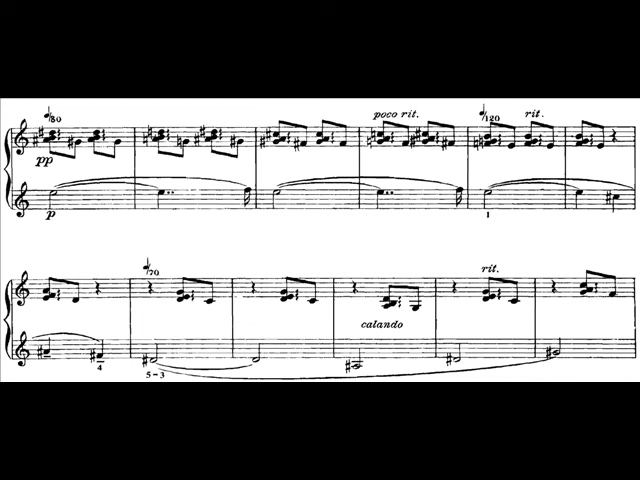 80
poco rit.
120
rit.
pp
p
1
70
rit.
calando
4
5-3